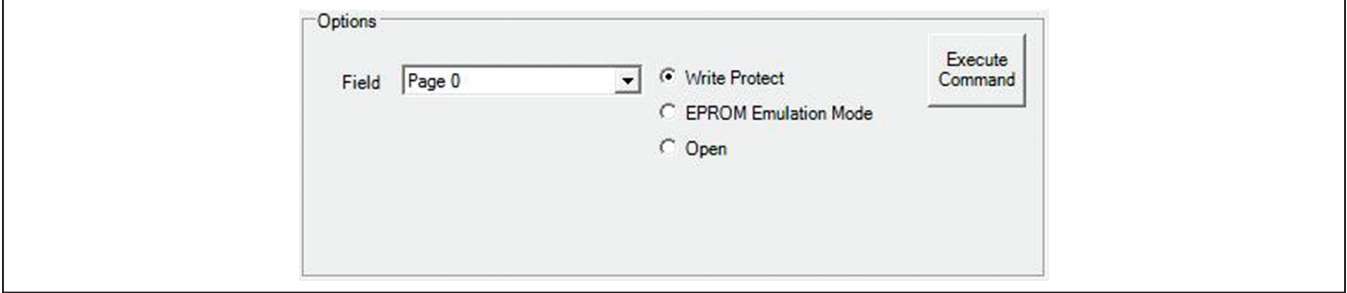 Options
Field
Page 0
Write Protect
EPROM Emulation Mode
Open
Execute
Command